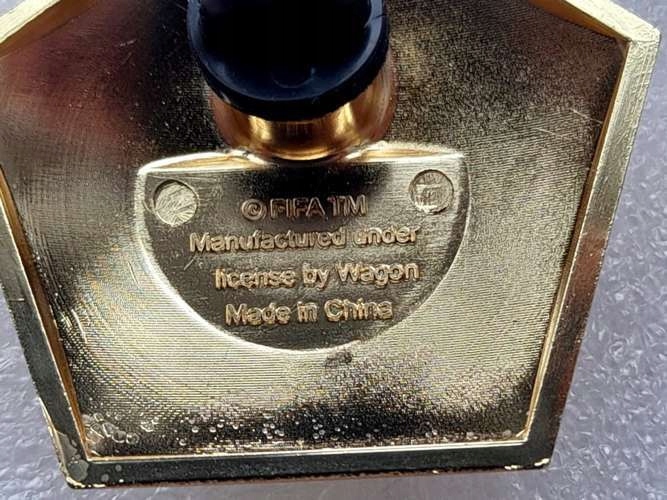 © FIFA TM
Manufactured under
license by Wagon
Made in China